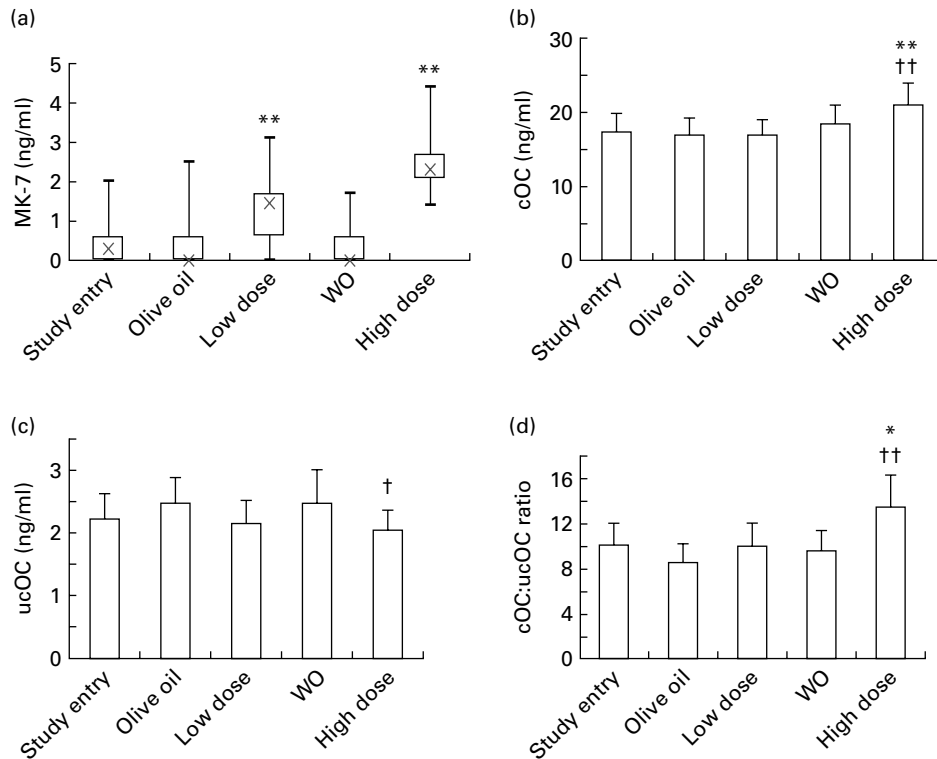 (a)
MK-7 (ng/ml)
5
4
3
2
1
0
**
**
Study entry
Olive oil
Low dose
WO
High dose
(b)
cOC (ng/ml)
30
20
10
0
**
††
Study entry
Olive oil
Low dose
WO
High dose
(c)
ucOC (ng/ml)
3
2
1
0
†
Study entry
Olive oil
Low dose
WO
High dose
(d)
cOC:ucOC ratio
16
12
8
4
0
*
††
Study entry
Olive oil
Low dose
WO
High dose